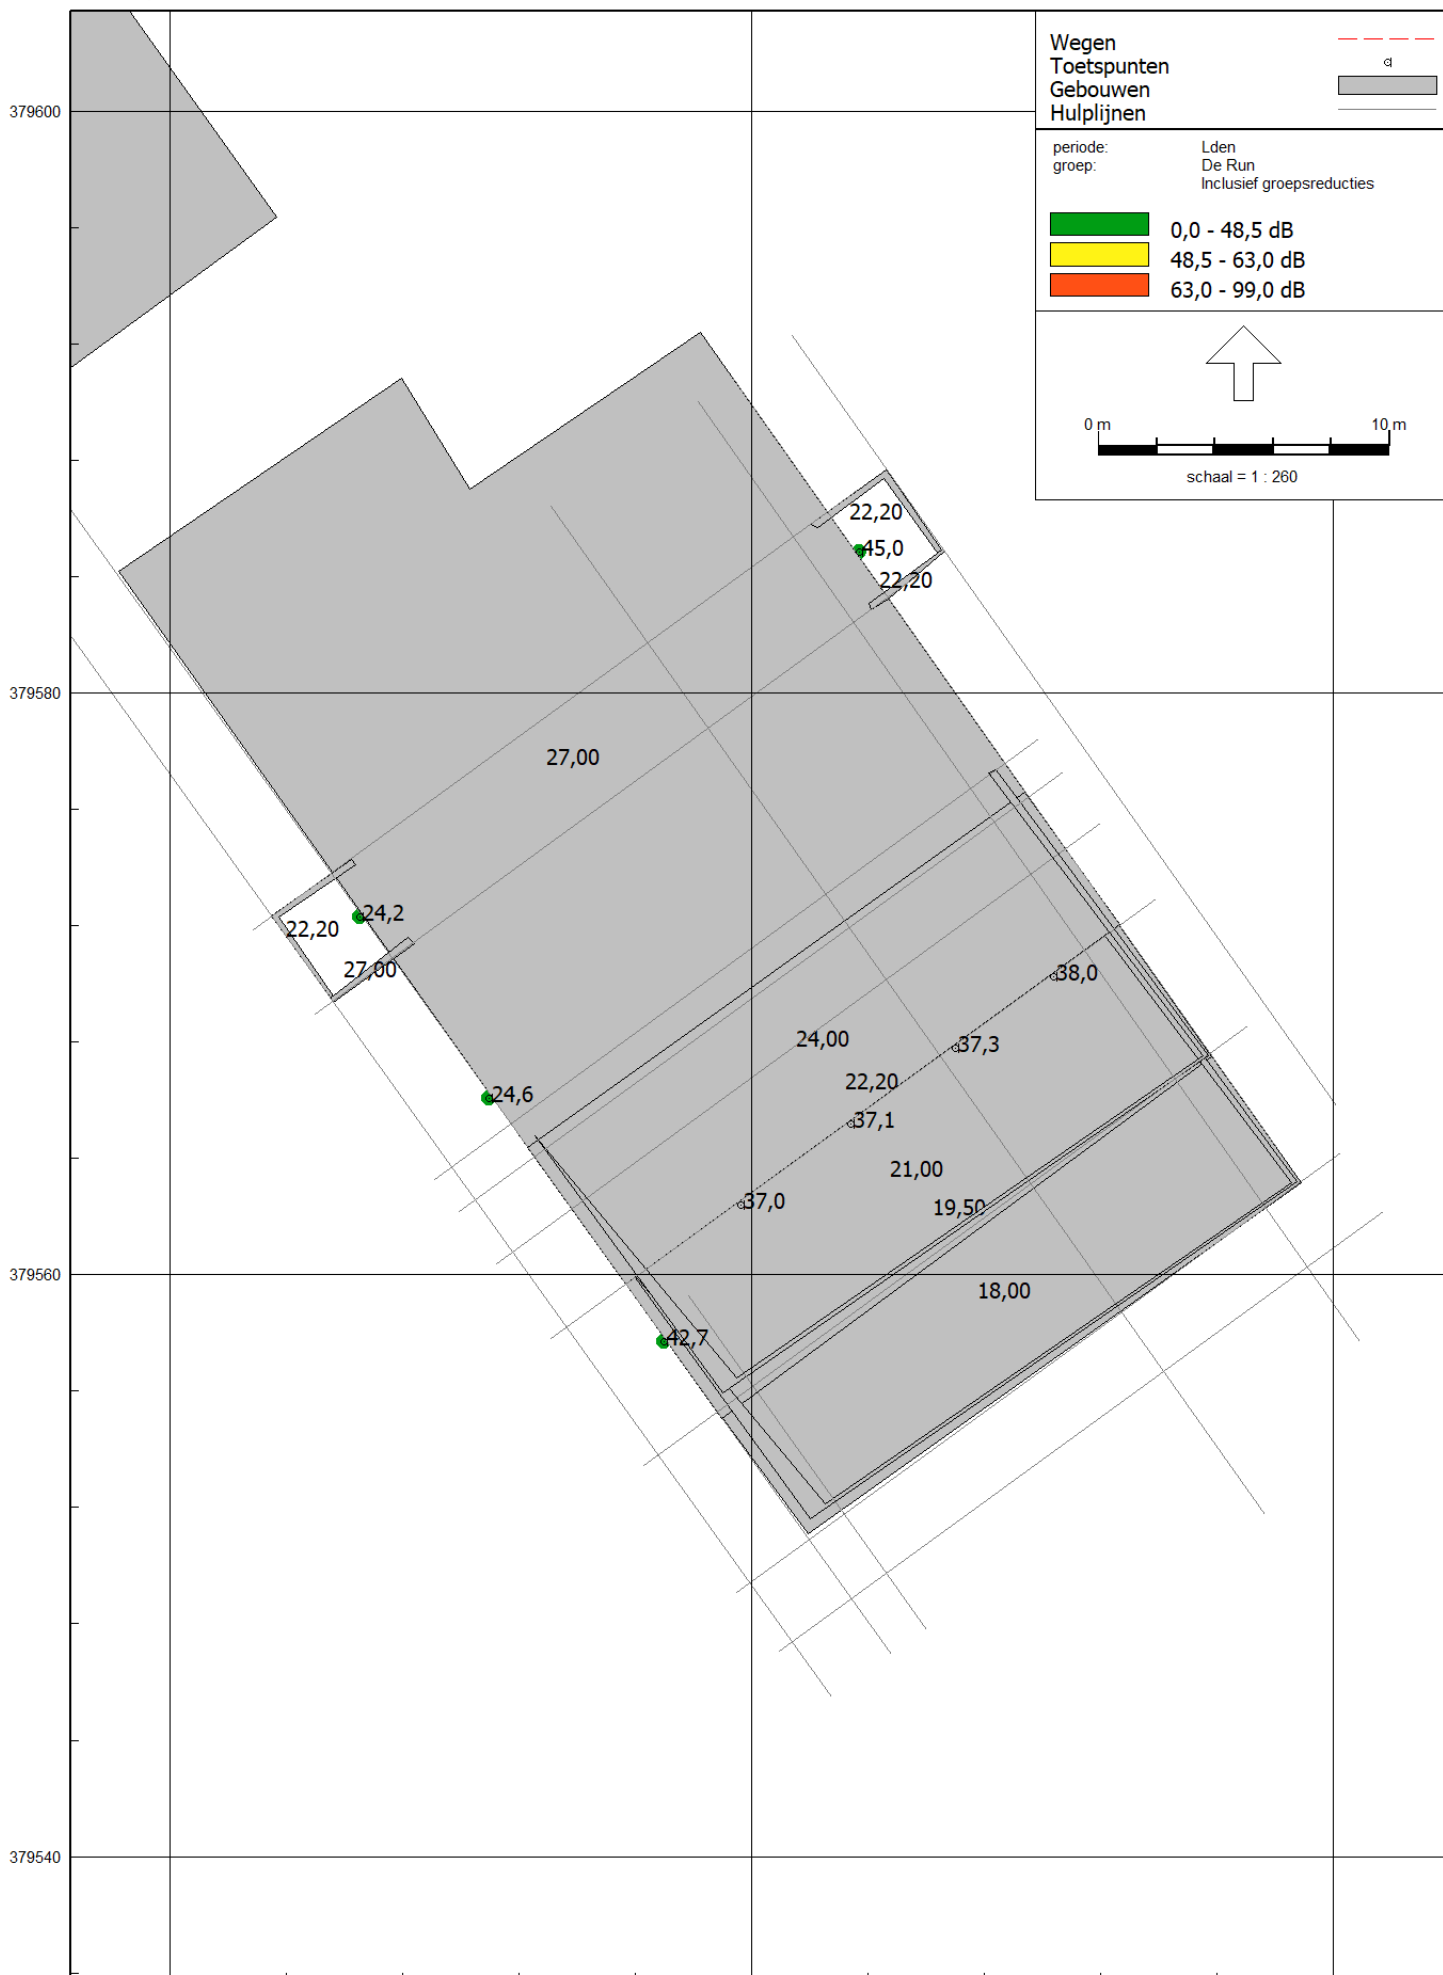 Wegen
Toetspunten
Gebouwen
Hulplijnen
periode: Lden
groep: De Run
Inclusief groepsreducties
0,0 - 48,5 dB
48,5 - 63,0 dB
63,0 - 99,0 dB
0 m 10 m
schaal = 1 : 260
379600
22,20
45,0
22,20
379580
27,00
24,2
22,20
27,00
38,0
24,00
37,3
22,20
24,6
37,1
21,00
37,0
19,50
379560
18,00
42,7
379540